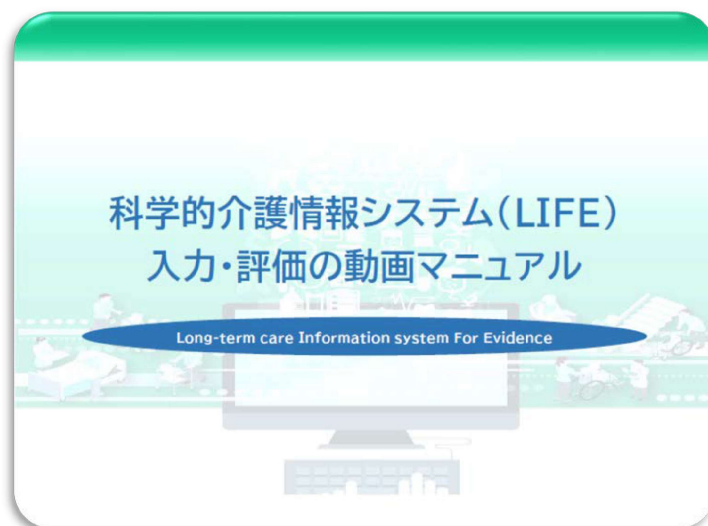 科学的介護情報システム(LIFE)
入力・評価の動画マニュアル
Long-term care Information system For Evidence